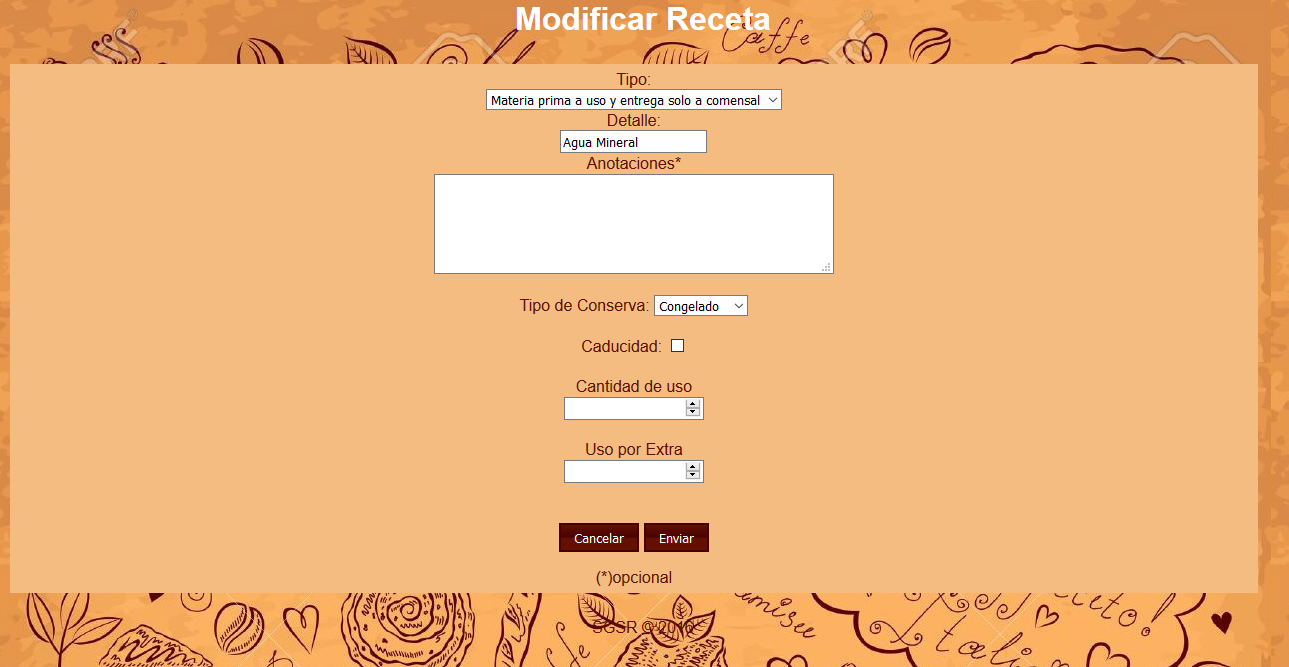 Modificar Receta
Caffe
Tipo:
Materia prima a uso y entrega solo a comensal
Detalle:
Agua Mineral
Anotaciones*
Tipo de Conserva: Congelado
Caducidad:
Cantidad de uso
Uso por Extra
Cancelar Enviar
(*)opcional
SGSR @